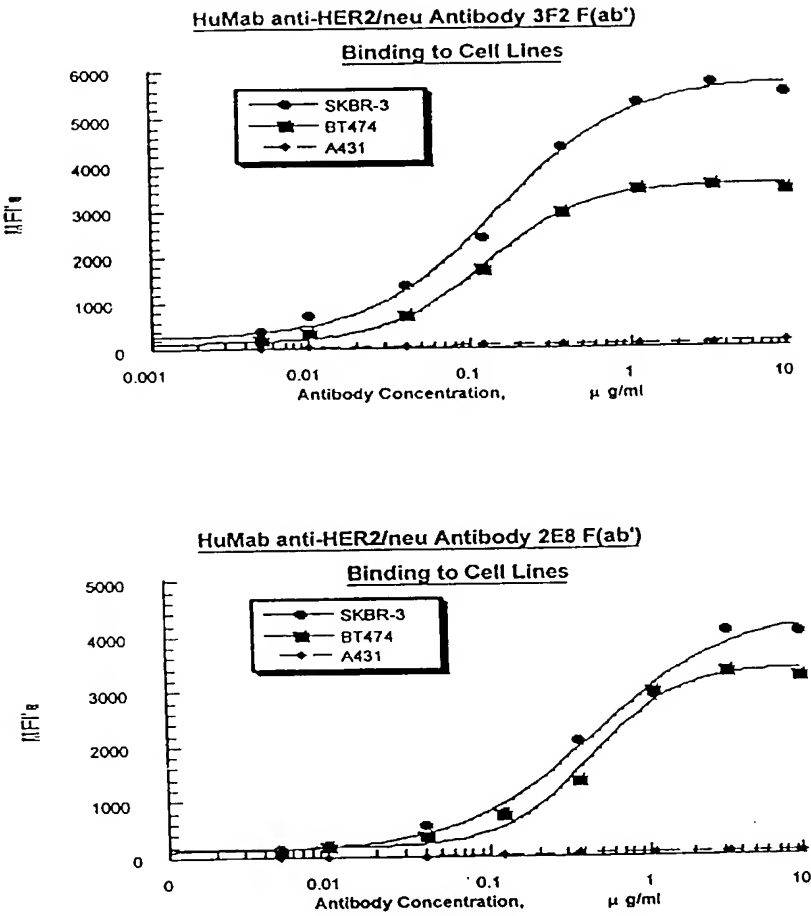 HuMab anti-HER2/neu Antibody 3F2 F(ab')
Binding to Cell Lines
6000
5000
4000
3000
2000
1000
0
MFI's
SKBR-3
BT474
A431
0.001
0.01
0.1
1
10
Antibody Concentration, μ g/ml
HuMab anti-HER2/neu Antibody 2E8 F(ab')
Binding to Cell Lines
5000
4000
3000
2000
1000
0
MFI's
SKBR-3
BT474
A431
0
0.01
0.1
1
10
Antibody Concentration, μ g/ml